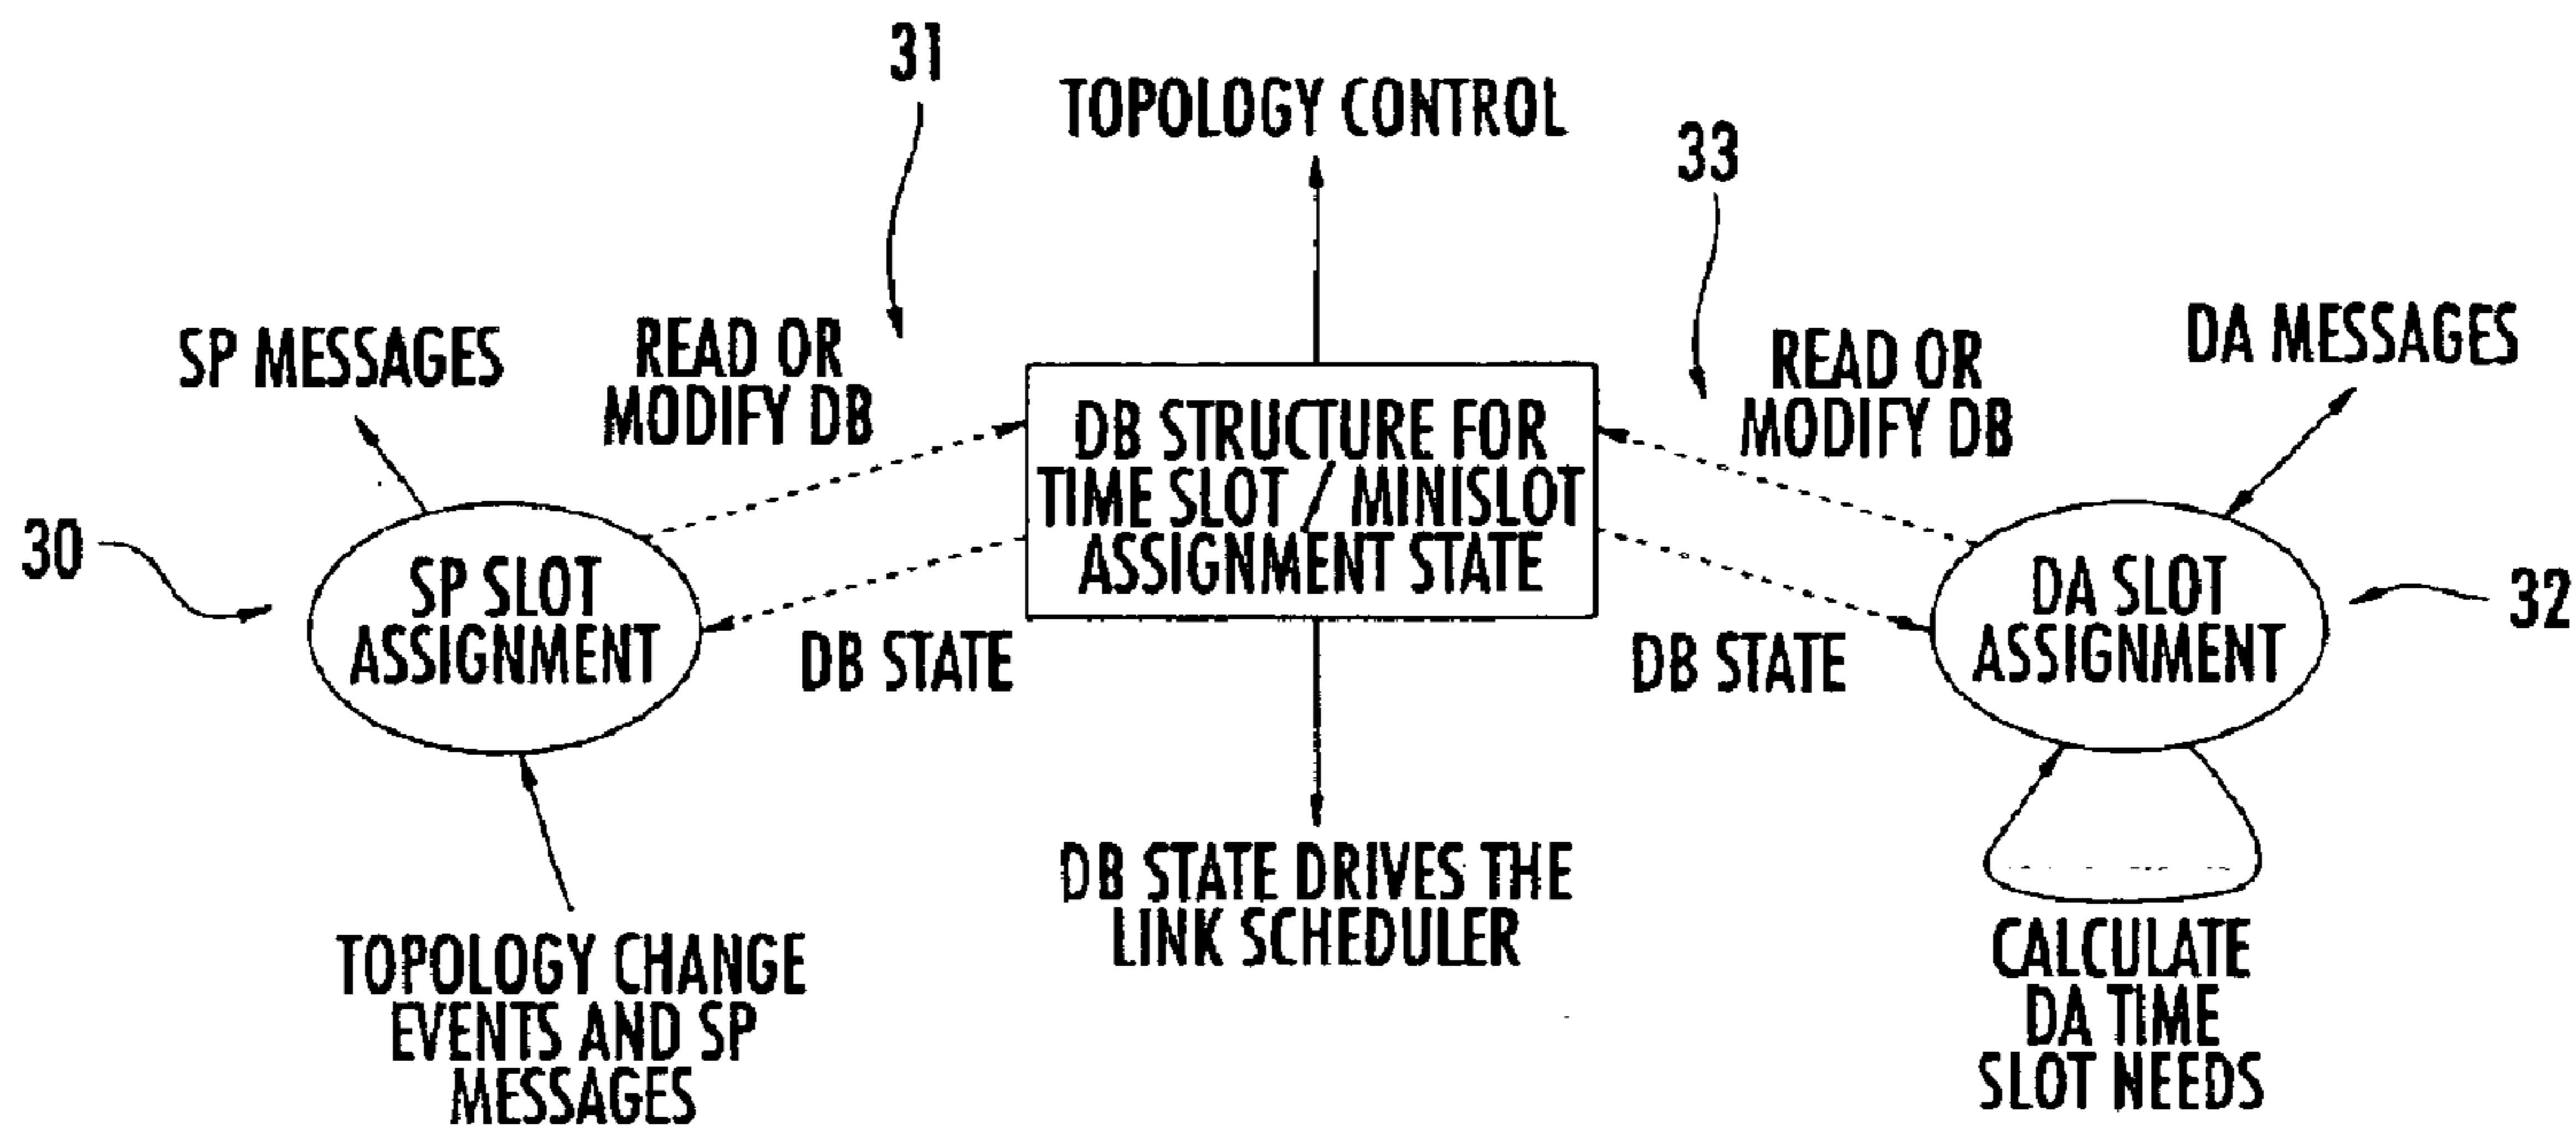 31
TOPOLOGY CONTROL
33
SP MESSAGES
READ OR
MODIFY DB
READ OR
MODIFY DB
DA MESSAGES
DB STRUCTURE FOR
TIME SLOT / MINISLOT
ASSIGNMENT STATE
30
SP SLOT
ASSIGNMENT
DB STATE
DB STATE
DA SLOT
ASSIGNMENT
32
TOPOLOGY CHANGE
EVENTS AND SP
MESSAGES
DB STATE DRIVES THE
LINK SCHEDULER
CALCULATE
DA TIME
SLOT NEEDS